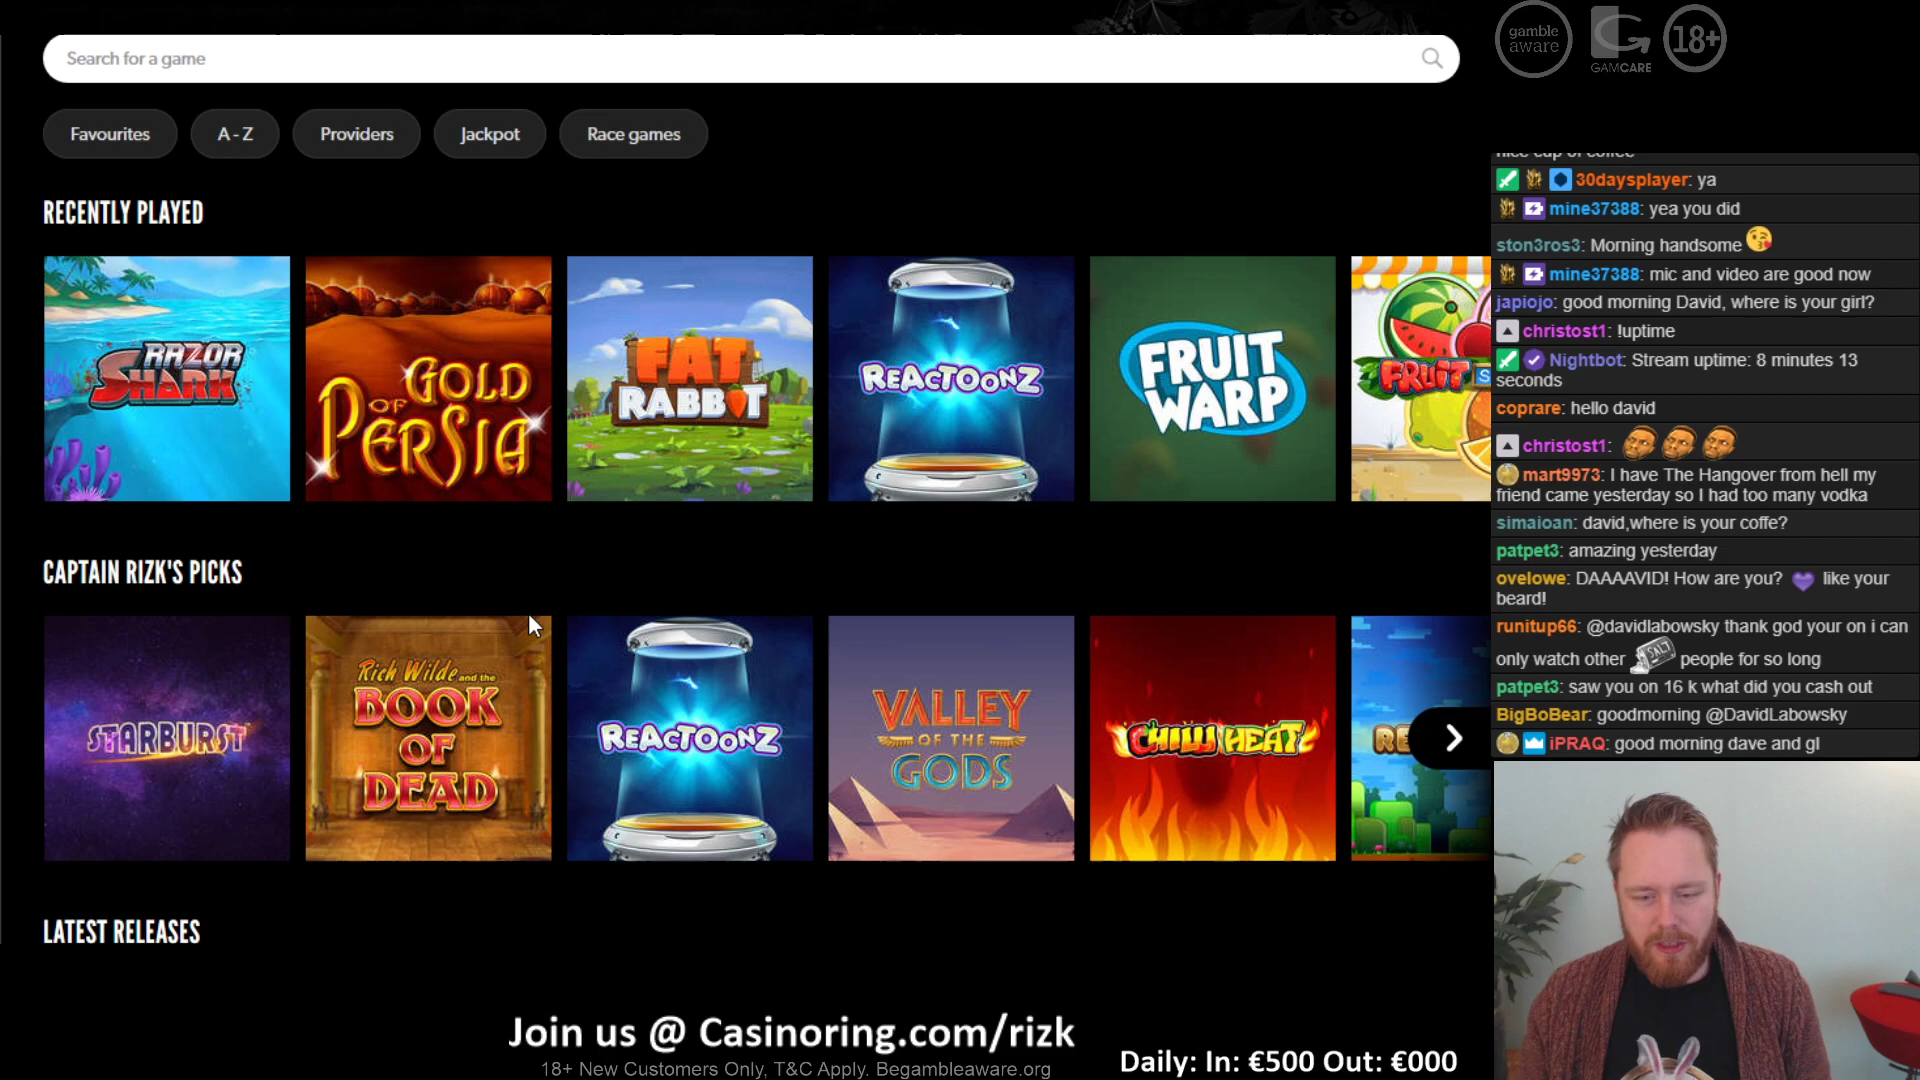 Search for a game
gamble
aware
GAMCARE
18+
Favourites
A - Z
Providers
Jackpot
Race games
RECENTLY PLAYED
RAZOR
SHARK
GOLD
OF
PERSIA
FAT
RABBIT
REACTOONZ
FRUIT
WARP
FRUIT
CAPTAIN RIZK'S PICKS
STARBURST
Rich Wilde and the
BOOK
OF
DEAD
REACTOONZ
VALLEY
OF THE
GODS
CHILLI HEAT
RE
LATEST RELEASES
Join us @ Casinoring.com/rizk
18+ New Customers Only, T&C Apply. Begambleaware.org
Daily: In: €500 Out: €000
nice cup of coffee
30daysplayer: ya
mine37388: yea you did
ston3ros3: Morning handsome
mine37388: mic and video are good now
japiojo: good morning David, where is your girl?
christost1: !uptime
Nightbot: Stream uptime: 8 minutes 13
seconds
coprare: hello david
christost1:
mart9973: I have The Hangover from hell my
friend came yesterday so I had too many vodka
simaioan: david,where is your coffe?
patpet3: amazing yesterday
ovelowe: DAAAAVID! How are you? like your
beard!
runitup66: @davidlabowsky thank god your on i can
only watch other SALT people for so long
patpet3: saw you on 16 k what did you cash out
BigBoBear: goodmorning @DavidLabowsky
iPRAQ: good morning dave and gl